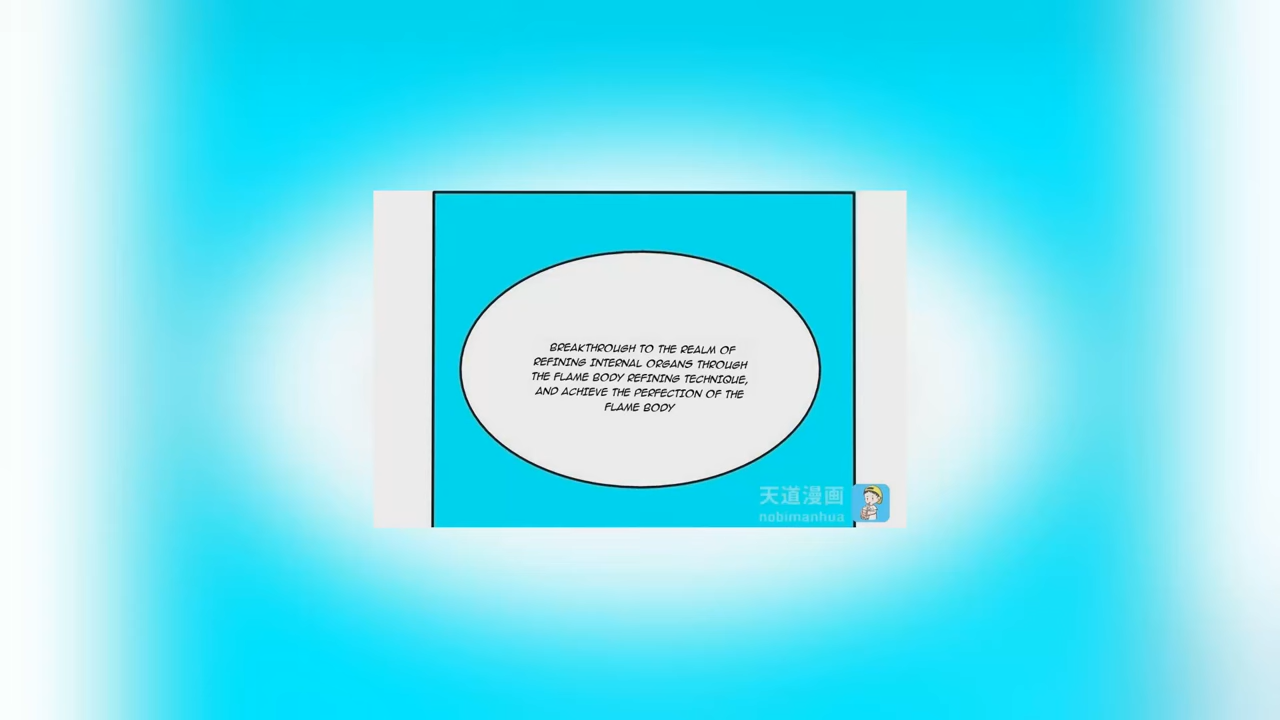 BREAKTHROUGH TO THE REALM OF
REFINING INTERNAL ORGANS THROUGH
THE FLAME BODY REFINING TECHNIQUE,
AND ACHIEVE THE PERFECTION OF THE
FLAME BODY
天道漫画
nobimanhua